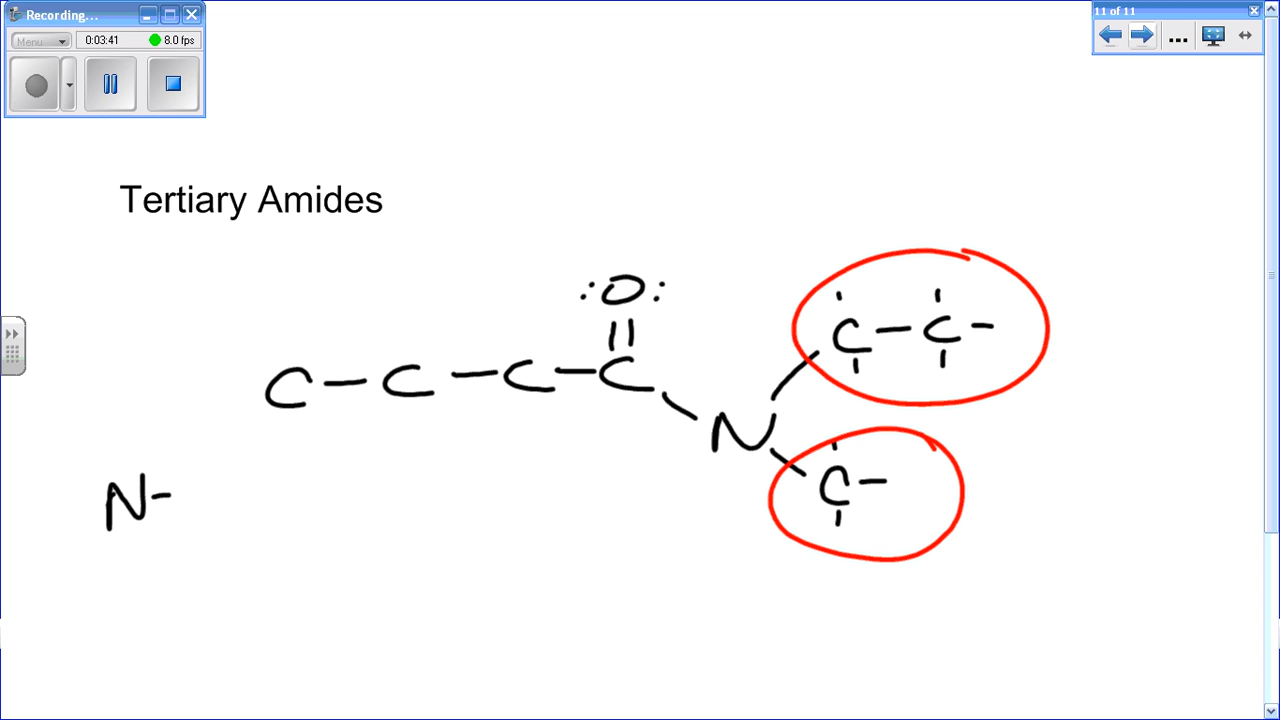 Recording...
11 of 11
Menu
0:03:41
8.0 fps
...
Tertiary Amides
:O:
C - C - C - C
C - C -
N
C -
N-